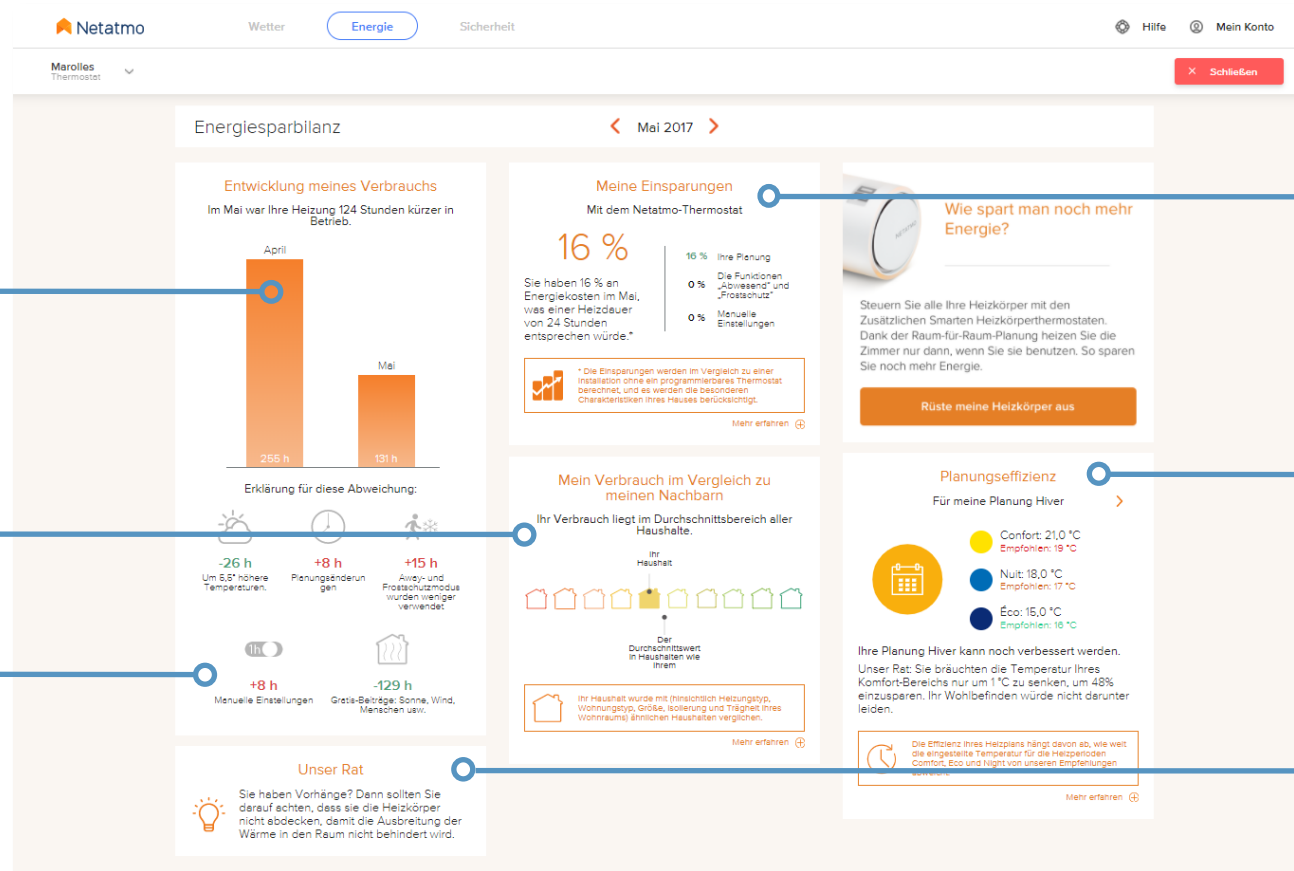 Netatmo
Wetter
Energie
Sicherheit
Hilfe
Mein Konto
Marolles
Thermostat
Schließen
Energiesparbilanz
Mai 2017
Entwicklung meines Verbrauchs
Im Mai war Ihre Heizung 124 Stunden kürzer in
Betrieb.
April
Mai
255 h
131 h
Erklärung für diese Abweichung:
-26 h
Um 5,5° höhere
Temperaturen.
+8 h
Planungsänderun
gen
+15 h
Away- und
Frostschutzmodus
wurden weniger
verwendet
1h
+8 h
Manuelle Einstellungen
-129 h
Gratis-Beiträge: Sonne, Wind,
Menschen usw.
Unser Rat
Sie haben Vorhänge? Dann sollten Sie
darauf achten, dass sie die Heizkörper
nicht abdecken, damit die Ausbreitung der
Wärme in den Raum nicht behindert wird.
Meine Einsparungen
Mit dem Netatmo-Thermostat
16 %
Sie haben 16 % an
Energiekosten im Mai,
was einer Heizdauer
von 24 Stunden
entsprechen würde.*
16 % Ihre Planung
0 % Die Funktionen
„Abwesend" und
„Frostschutz"
0 % Manuelle
Einstellungen
* Die Einsparungen werden im Vergleich zu einer
Installation ohne ein programmierbares Thermostat
berechnet, und es werden die besonderen
Charakteristiken Ihres Hauses berücksichtigt.
Mehr erfahren
Mein Verbrauch im Vergleich zu
meinen Nachbarn
Ihr Verbrauch liegt im Durchschnittsbereich aller
Haushalte.
Ihr
Haushalt
Der
Durchschnittswert
in Haushalten wie
Ihrem
Ihr Haushalt wurde mit (hinsichtlich Heizungstyp,
Wohnungstyp, Größe, Isolierung und Trägheit Ihres
Wohnraums) ähnlichen Haushalten verglichen.
Mehr erfahren
NETATMO
Wie spart man noch mehr
Energie?
Steuern Sie alle Ihre Heizkörper mit den
Zusätzlichen Smarten Heizkörperthermostaten.
Dank der Raum-für-Raum-Planung heizen Sie die
Zimmer nur dann, wenn Sie sie benutzen. So sparen
Sie noch mehr Energie.
Rüste meine Heizkörper aus
Planungseffizienz
Für meine Planung Hiver
Confort: 21,0 °C
Empfohlen: 19 °C
Nuit: 18,0 °C
Empfohlen: 17 °C
Éco: 15,0 °C
Empfohlen: 16 °C
Ihre Planung Hiver kann noch verbessert werden.
Unser Rat: Sie bräuchten die Temperatur Ihres
Komfort-Bereichs nur um 1 °C zu senken, um 48%
einzusparen. Ihr Wohlbefinden würde nicht darunter
leiden.
Die Effizienz Ihres Heizplans hängt davon ab, wie weit
die eingestellte Temperatur für die Heizperioden
Comfort, Eco und Night von unseren Empfehlungen
Mehr erfahren